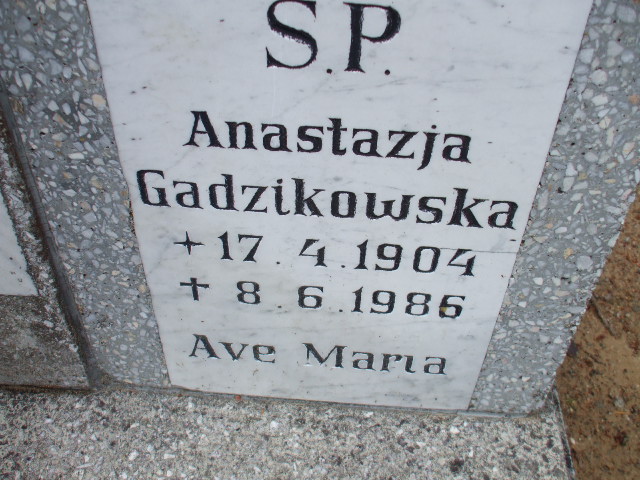 S.P.
Anastazja
Gadzikowska
+ 17.4.1904
† 8.6.1986
Ave Maria